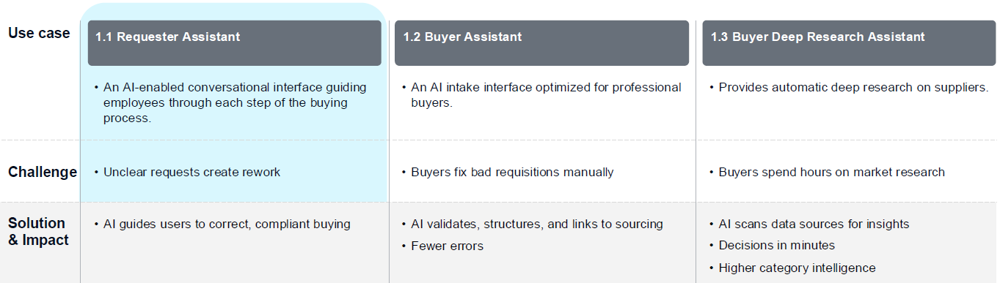 Use case
1.1 Requester Assistant
1.2 Buyer Assistant
1.3 Buyer Deep Research Assistant
• An AI-enabled conversational interface guiding
employees through each step of the buying
process.
• An AI intake interface optimized for professional
buyers.
• Provides automatic deep research on suppliers.
Challenge
• Unclear requests create rework
• Buyers fix bad requisitions manually
• Buyers spend hours on market research
Solution
& Impact
• AI guides users to correct, compliant buying
• AI validates, structures, and links to sourcing
• Fewer errors
• AI scans data sources for insights
• Decisions in minutes
• Higher category intelligence